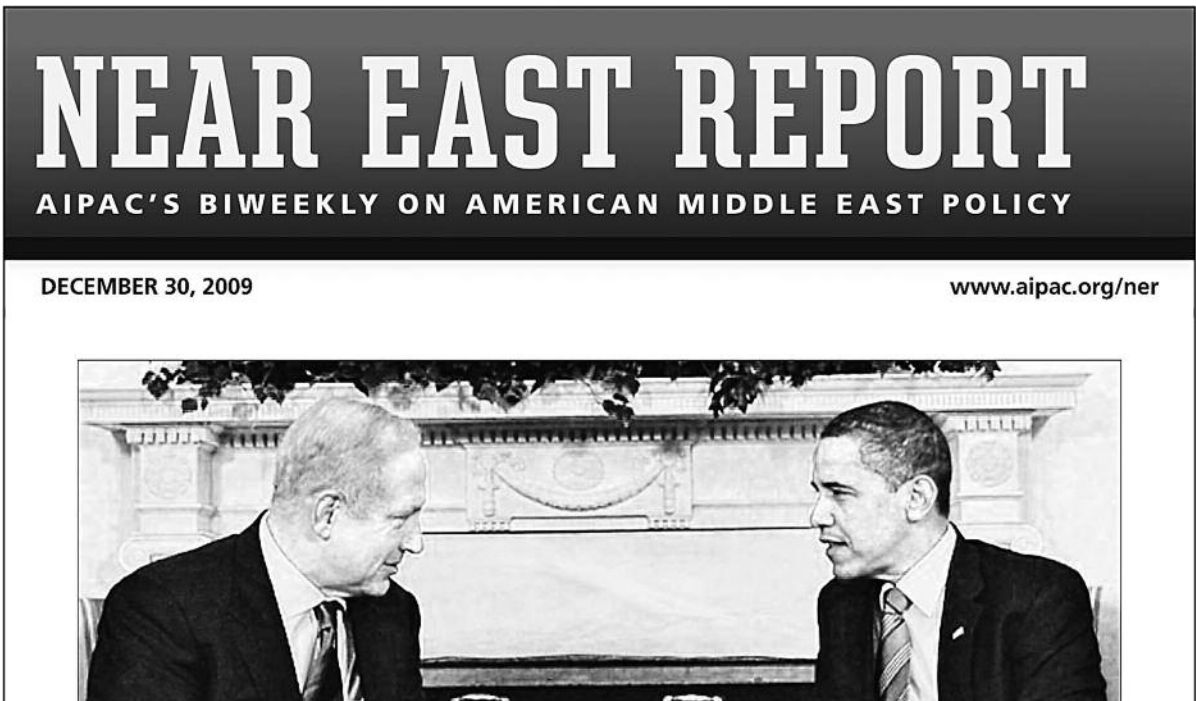 NEAR EAST REPORT
AIPAC'S BIWEEKLY ON AMERICAN MIDDLE EAST POLICY
DECEMBER 30, 2009
www.aipac.org/ner